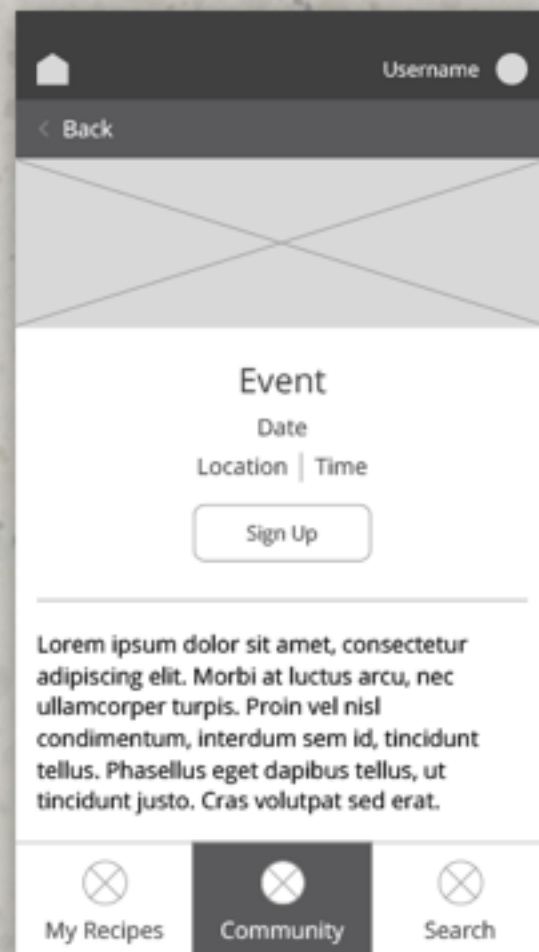 Username
Back
Event
Date
Location | Time
Sign Up
Lorem ipsum dolor sit amet, consectetur
adipiscing elit. Morbi at luctus arcu, nec
ullamcorper turpis. Proin vel nisl
condimentum, interdum sem id, tincidunt
tellus. Phasellus eget dapibus tellus, ut
tincidunt justo. Cras volutpat sed erat.
My Recipes Community Search